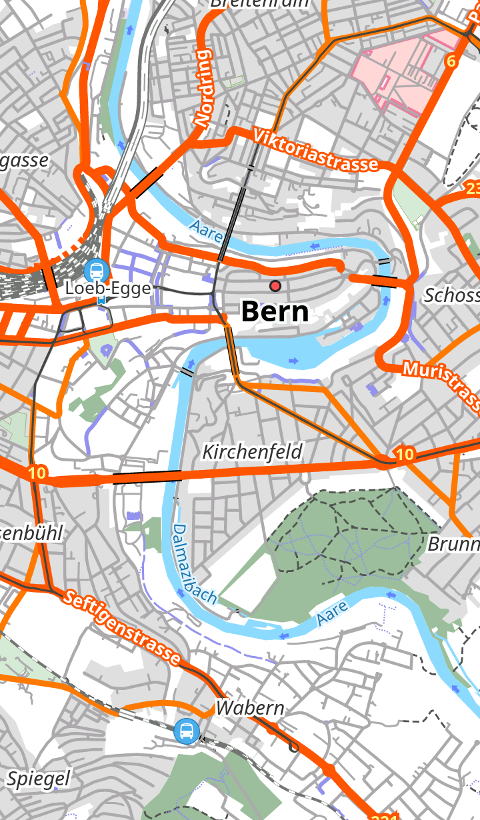 Breitenrain
6
Nordring
Viktoriastrasse
gasse
23
Aare
Loeb-Egge
Schoss
Bern
Muristrass
Kirchenfeld
10
10
senbühl
Dalmazibach
Brunn
Aare
Seftigenstrasse
Wabern
Spiegel
221